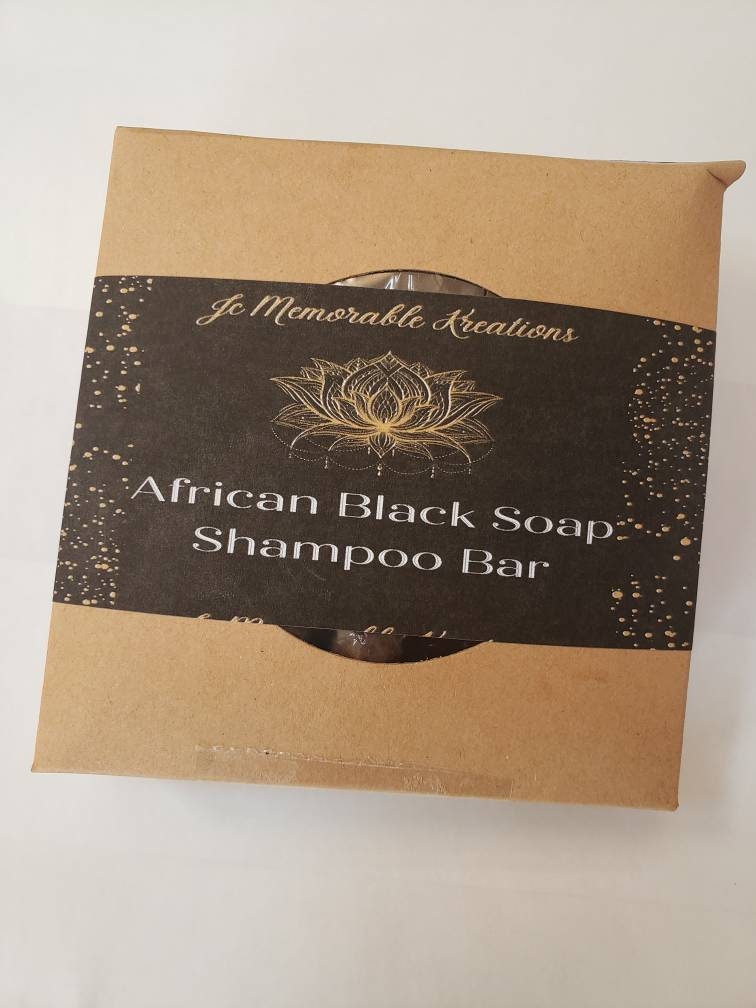 Jc Memorable Kreations
African Black Soap
Shampoo Bar